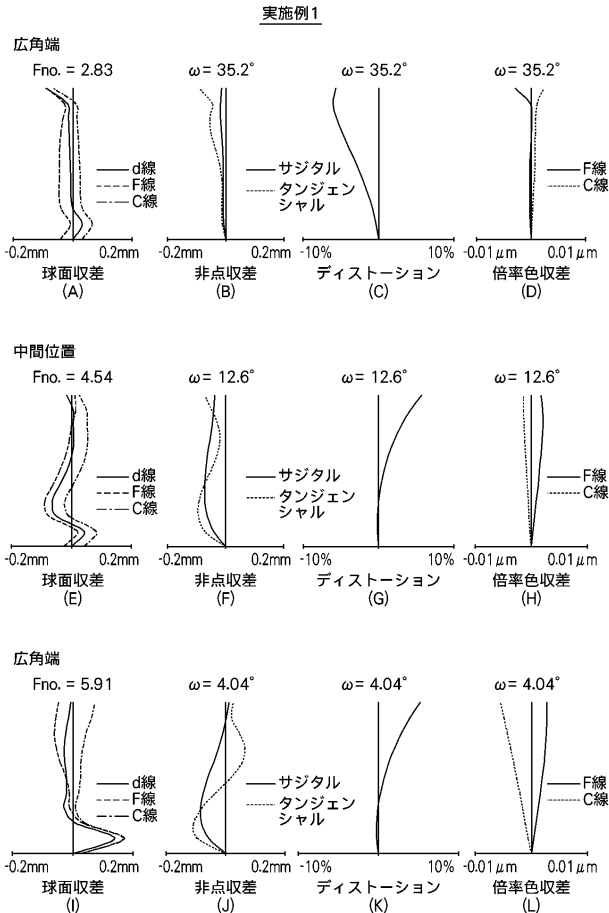 実施例1
広角端
Fno. = 2.83
ω = 35.2°
ω = 35.2°
ω = 35.2°
d線
F線
C線
サジタル
タンジェン
シャル
F線
C線
-0.2mm 0.2mm
-0.2mm 0.2mm
-10% 10%
-0.01μm 0.01μm
球面収差
非点収差
ディストーション
倍率色収差
(A)
(B)
(C)
(D)
中間位置
Fno. = 4.54
ω = 12.6°
ω = 12.6°
ω = 12.6°
d線
F線
C線
サジタル
タンジェン
シャル
F線
C線
-0.2mm 0.2mm
-0.2mm 0.2mm
-10% 10%
-0.01μm 0.01μm
球面収差
非点収差
ディストーション
倍率色収差
(E)
(F)
(G)
(H)
広角端
Fno. = 5.91
ω = 4.04°
ω = 4.04°
ω = 4.04°
d線
F線
C線
サジタル
タンジェン
シャル
F線
C線
-0.2mm 0.2mm
-0.2mm 0.2mm
-10% 10%
-0.01μm 0.01μm
球面収差
非点収差
ディストーション
倍率色収差
(I)
(J)
(K)
(L)